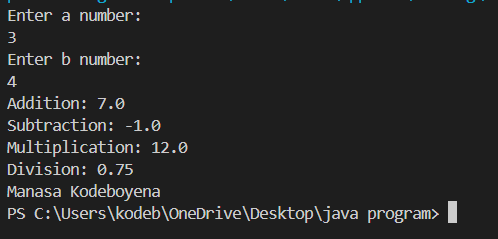 Enter a number:
3
Enter b number:
4
Addition: 7.0
Subtraction: -1.0
Multiplication: 12.0
Division: 0.75
Manasa Kodeboyena
PS C:\Users\kodeb\OneDrive\Desktop\java program>